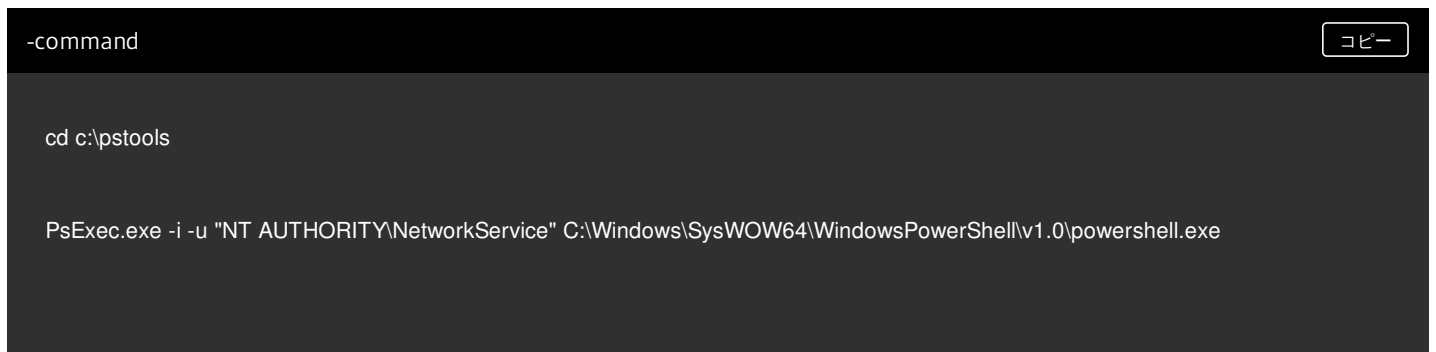 -command
コピー
cd c:\pstools
PsExec.exe -i -u "NT AUTHORITY\NetworkService" C:\Windows\SysWOW64\WindowsPowerShell\v1.0\powershell.exe